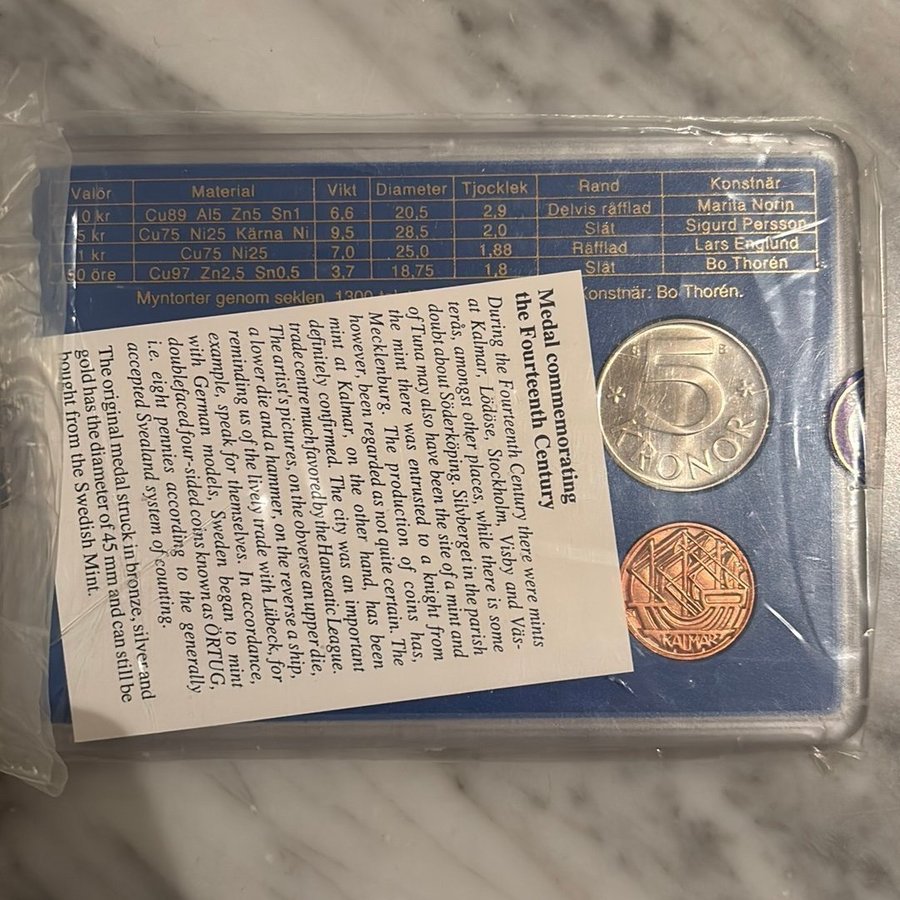 Valör Material Vikt Diameter Tjocklek Rand Konstnär
0 kr Cu89 Al5 Zn5 Sn1 6,6 20,5 2,9 Delvis räfflad Marita Norin
5 kr Cu75 Ni25 Kärna Ni 9,5 28,5 2,0 Slät Sigurd Persson
1 kr Cu75 Ni25 7,0 25,0 1,88 Räfflad Lars Englund
50 öre Cu97 Zn2,5 Sn0,5 3,7 18,75 1,8 Slät Bo Thorén
Myntorter genom seklen. 1300 Konstnär: Bo Thorén.
Medal commemorating
the Fourteenth Century
During the Fourteenth Century there were mints
at Kalmar, Lödöse, Stockholm, Visby and Väs-
terås, amongst other places, while there is some
doubt about Söderköping. Silvberget in the parish
of Tuna may also have been the site of a mint and
the mint there was entrusted to a knight from
Mecklenburg. The production of coins has,
however, been regarded as not quite certain. The
mint at Kalmar, on the other hand, has been
definitely confirmed. The city was an important
trade centre much favored by the Hanseatic League.
The artist's pictures, on the obverse an upper die,
a lower die and a hammer, on the reverse a ship,
reminding us of the lively trade with Lübeck, for
example, speak for themselves. In accordance,
with German models, Sweden began to mint
doublefaced four-sided coins known as ÖRTUG,
i.e. eight pennies according to the generally
accepted Svealand system of counting.
The original medal struck in bronze, silver and
gold has the diameter of 45 mm and can still be
bought from the Swedish Mint.
5
KRONOR
KALMAR